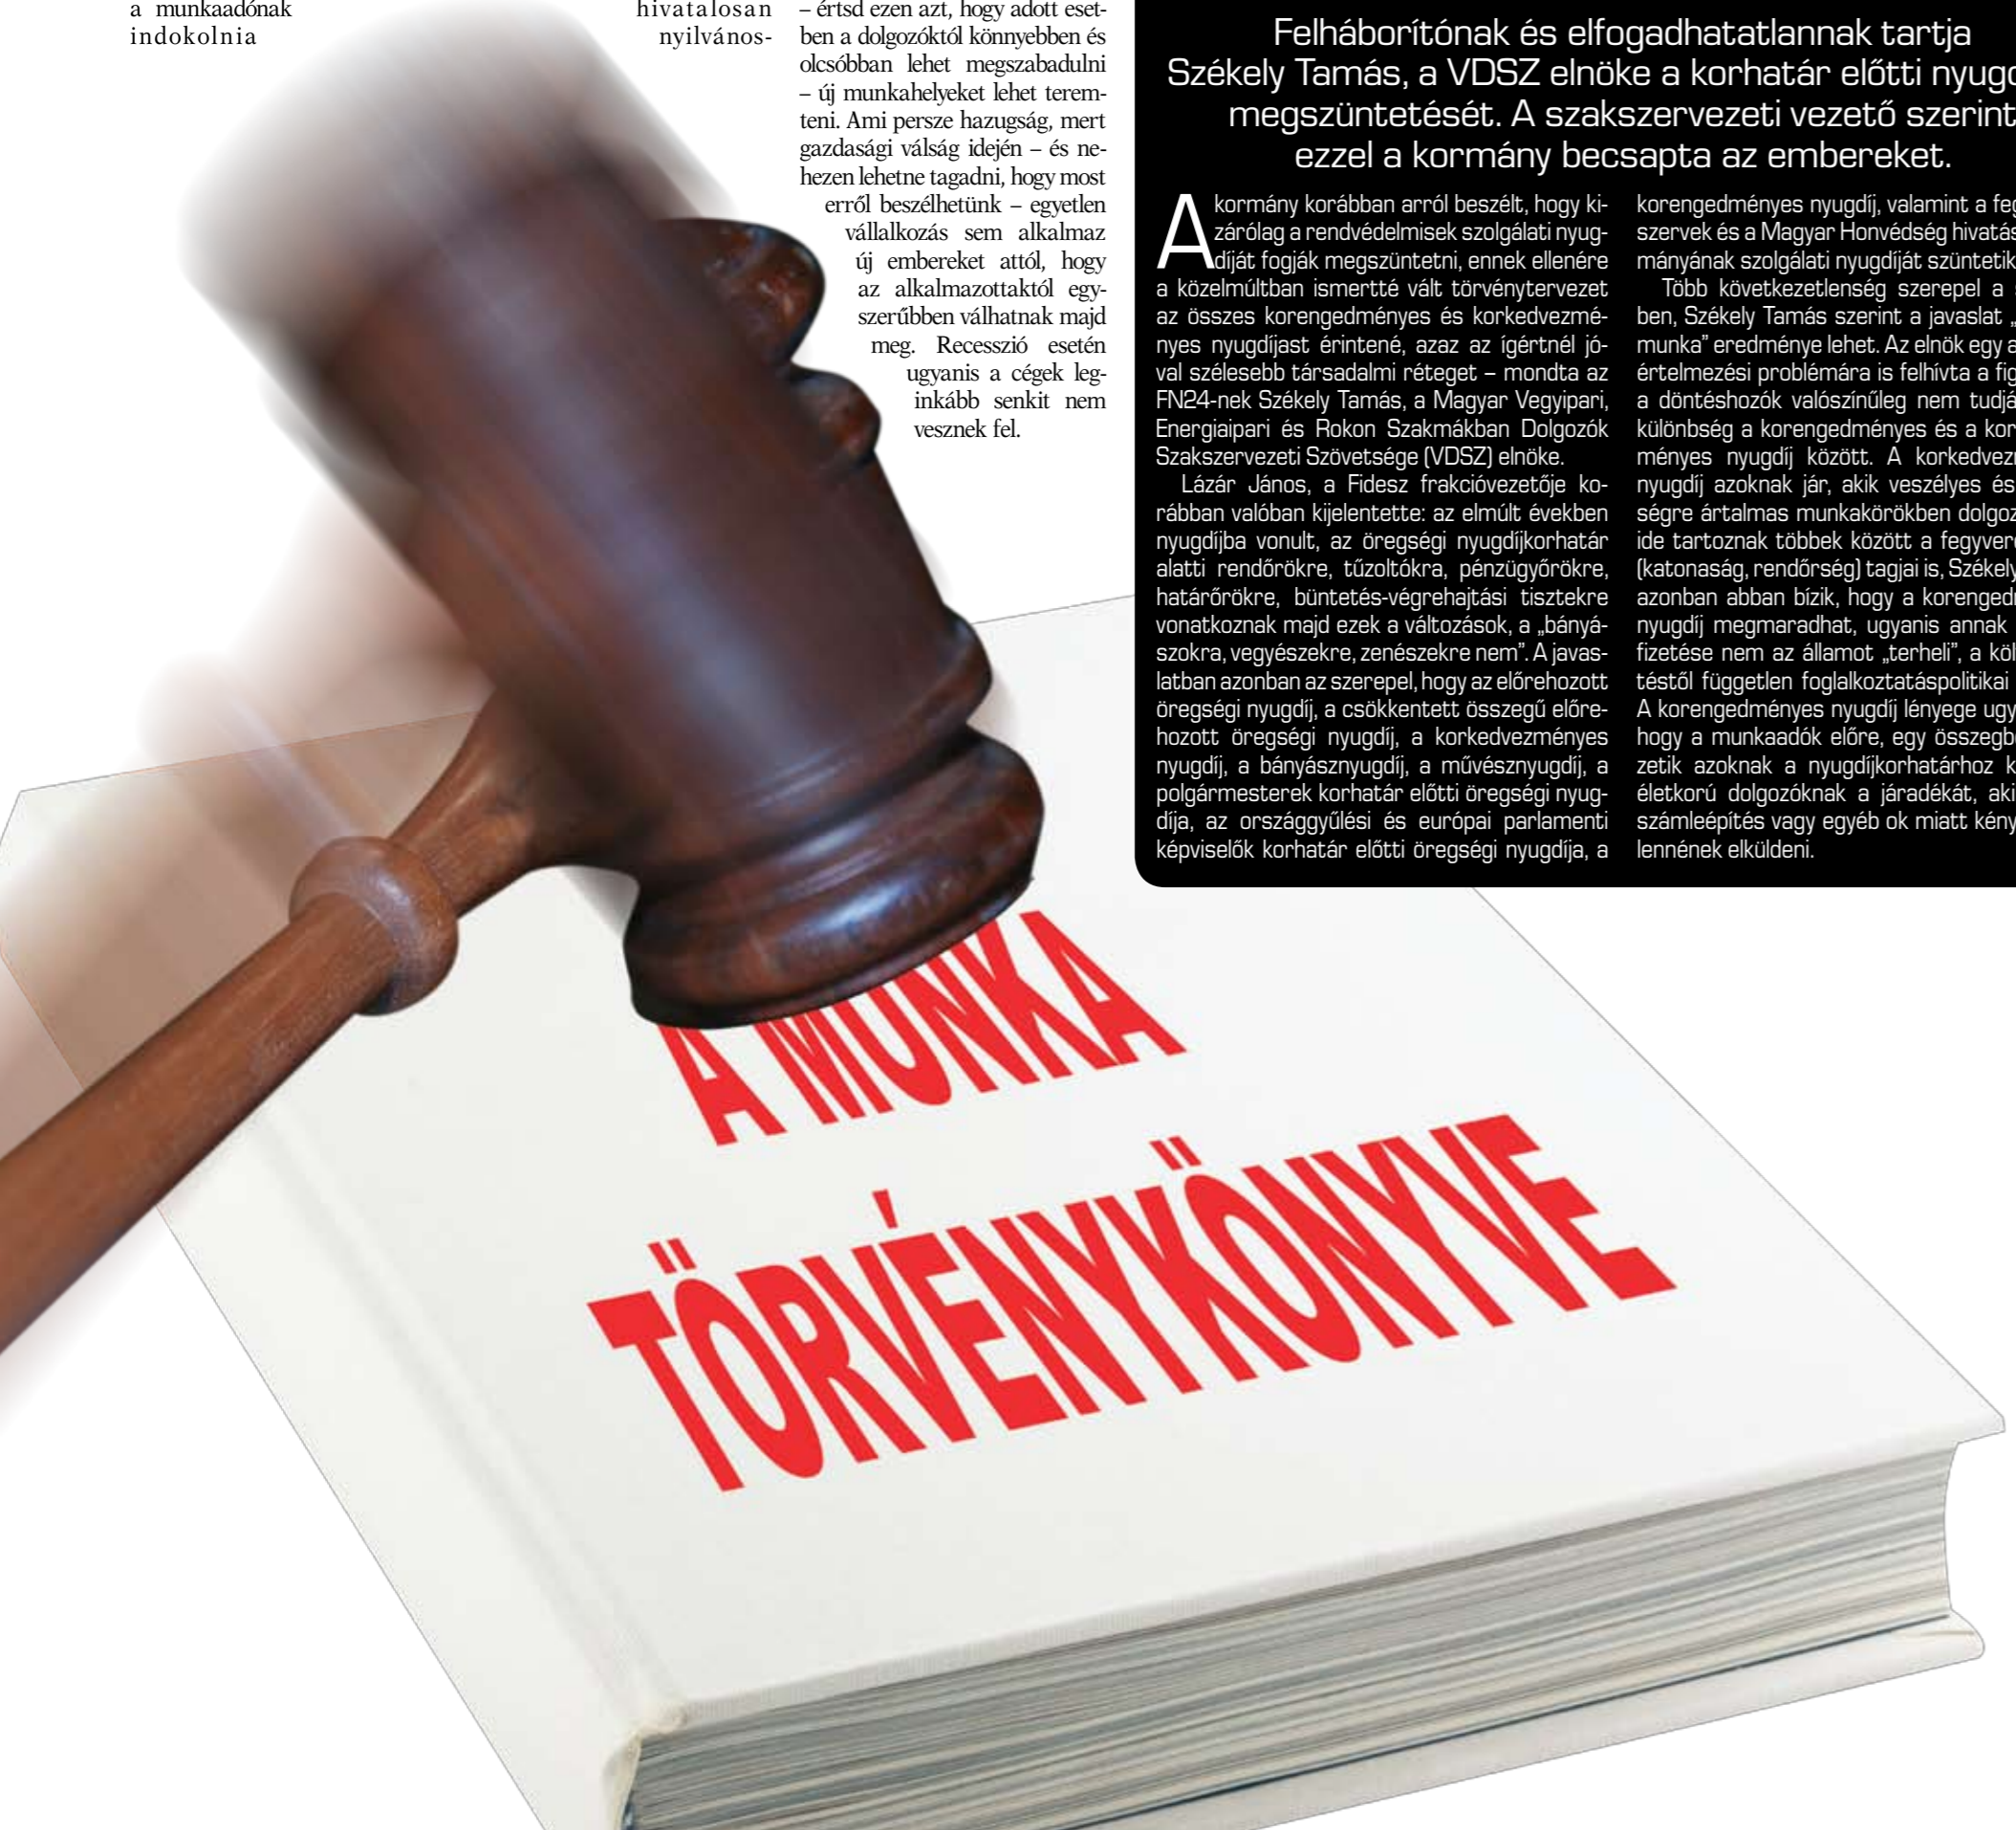 a munkaadónak
indokolnia
hivatalosan
nyilvános-
– értsd ezen azt, hogy adott eset-
ben a dolgozóktól könnyebben és
olcsóbban lehet megszabadulni
– új munkahelyeket lehet terem-
teni. Ami persze hazugság, mert
gazdasági válság idején – és ne-
hezen lehetne tagadni, hogy most
erről beszélhetünk – egyetlen
vállalkozás sem alkalmaz
új embereket attól, hogy
az alkalmazottaktól egy-
szerűbben válhatnak majd
meg. Recesszió esetén
ugyanis a cégek leg-
inkább senkit nem
vesznek fel.
Felháborítónak és elfogadhatatlannak tartja
Székely Tamás, a VDSZ elnöke a korhatár előtti
megszüntetését. A szakszervezeti vezető szerint
ezzel a kormány becsapta az embereket.
A kormány korábban arról beszélt, hogy ki-
zárólag a rendvédelmisek szolgálati nyug-
díját fogják megszüntetni, ennek ellenére
a közelmúltban ismertté vált törvénytervezet
az összes korengedményes és korkedvezmé-
nyes nyugdíjast érintené, azaz az ígértnél jó-
val szélesebb társadalmi réteget – mondta az
FN24-nek Székely Tamás, a Magyar Vegyipari,
Energiaipari és Rokon Szakmákban Dolgozók
Szakszervezeti Szövetsége (VDSZ) elnöke.
Lázár János, a Fidesz frakcióvezetője ko-
rábban valóban kijelentette: az elmúlt években
nyugdíjba vonult, az öregségi nyugdíjkorhatár
alatti rendőrökre, tűzoltókra, pénzügyőrökre,
határőrökre, büntetés-végrehajtási tisztekre
vonatkoznak majd ezek a változások, a „bányá-
szokra, vegyészekre, zenészekre nem”. A javas-
latban azonban az szerepel, hogy az előrehozott
öregségi nyugdíj, a csökkentett összegű előre-
hozott öregségi nyugdíj, a korkedvezményes
nyugdíj, a bányásznyugdíj, a művésznyugdíj, a
polgármesterek korhatár előtti öregségi nyug-
díja, az országgyűlési és európai parlamenti
képviselők korhatár előtti öregségi nyugdíja, a
korengedményes nyugdíj, valamint a
szervek és a Magyar Honvédség
mányának szolgálati nyugdíját szüntetik
Több következetlenség szerepel a
ben, Székely Tamás szerint a javaslat
munka” eredménye lehet. Az elnök egy
értelmezési problémára is felhívta a
a döntéshozók valószínűleg nem
különbség a korengedményes és a
ményes nyugdíj között. A
nyugdíj azoknak jár, akik veszélyes és
ségre ártalmas munkakörökben
ide tartoznak többek között a
(katonaság, rendőrség) tagjai is, Székely
azonban abban bízik, hogy a
nyugdíj megmaradhat, ugyanis annak
fizetése nem az államot „terheli”, a
téstől független foglalkoztatáspolitikai
A korengedményes nyugdíj lényege
hogy a munkaadók előre, egy
zetik azoknak a nyugdíjkorhatárhoz
életkorú dolgozóknak a járadékát,
számleépítés vagy egyéb ok miatt
lennének elküldeni.
A MUNKA
TÖRVÉNYKÖNYVE